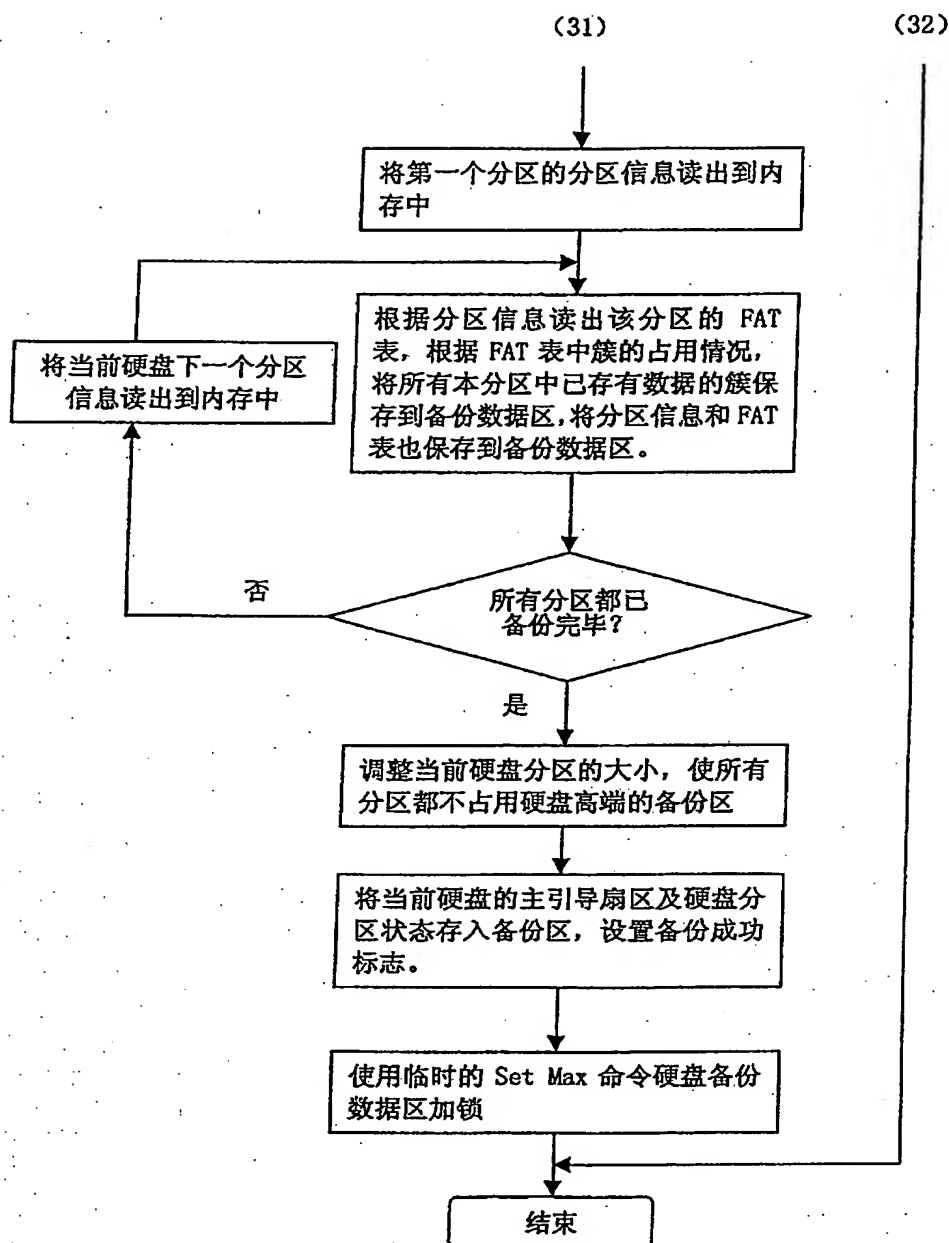 (31)
(32)
将第一个分区的分区信息读出到内
存中
根据分区信息读出该分区的 FAT
表，根据 FAT 表中簇的占用情况，
将所有本分区中已存有数据的簇保
存到备份数据区,将分区信息和 FAT
表也保存到备份数据区。
将当前硬盘下一个分区
信息读出到内存中
否
所有分区都已
备份完毕？
是
调整当前硬盘分区的大小，使所有
分区都不占用硬盘高端的备份区
将当前硬盘的主引导扇区及硬盘分
区状态存入备份区，设置备份成功
标志。
使用临时的 Set Max 命令硬盘备份
数据区加锁
结束